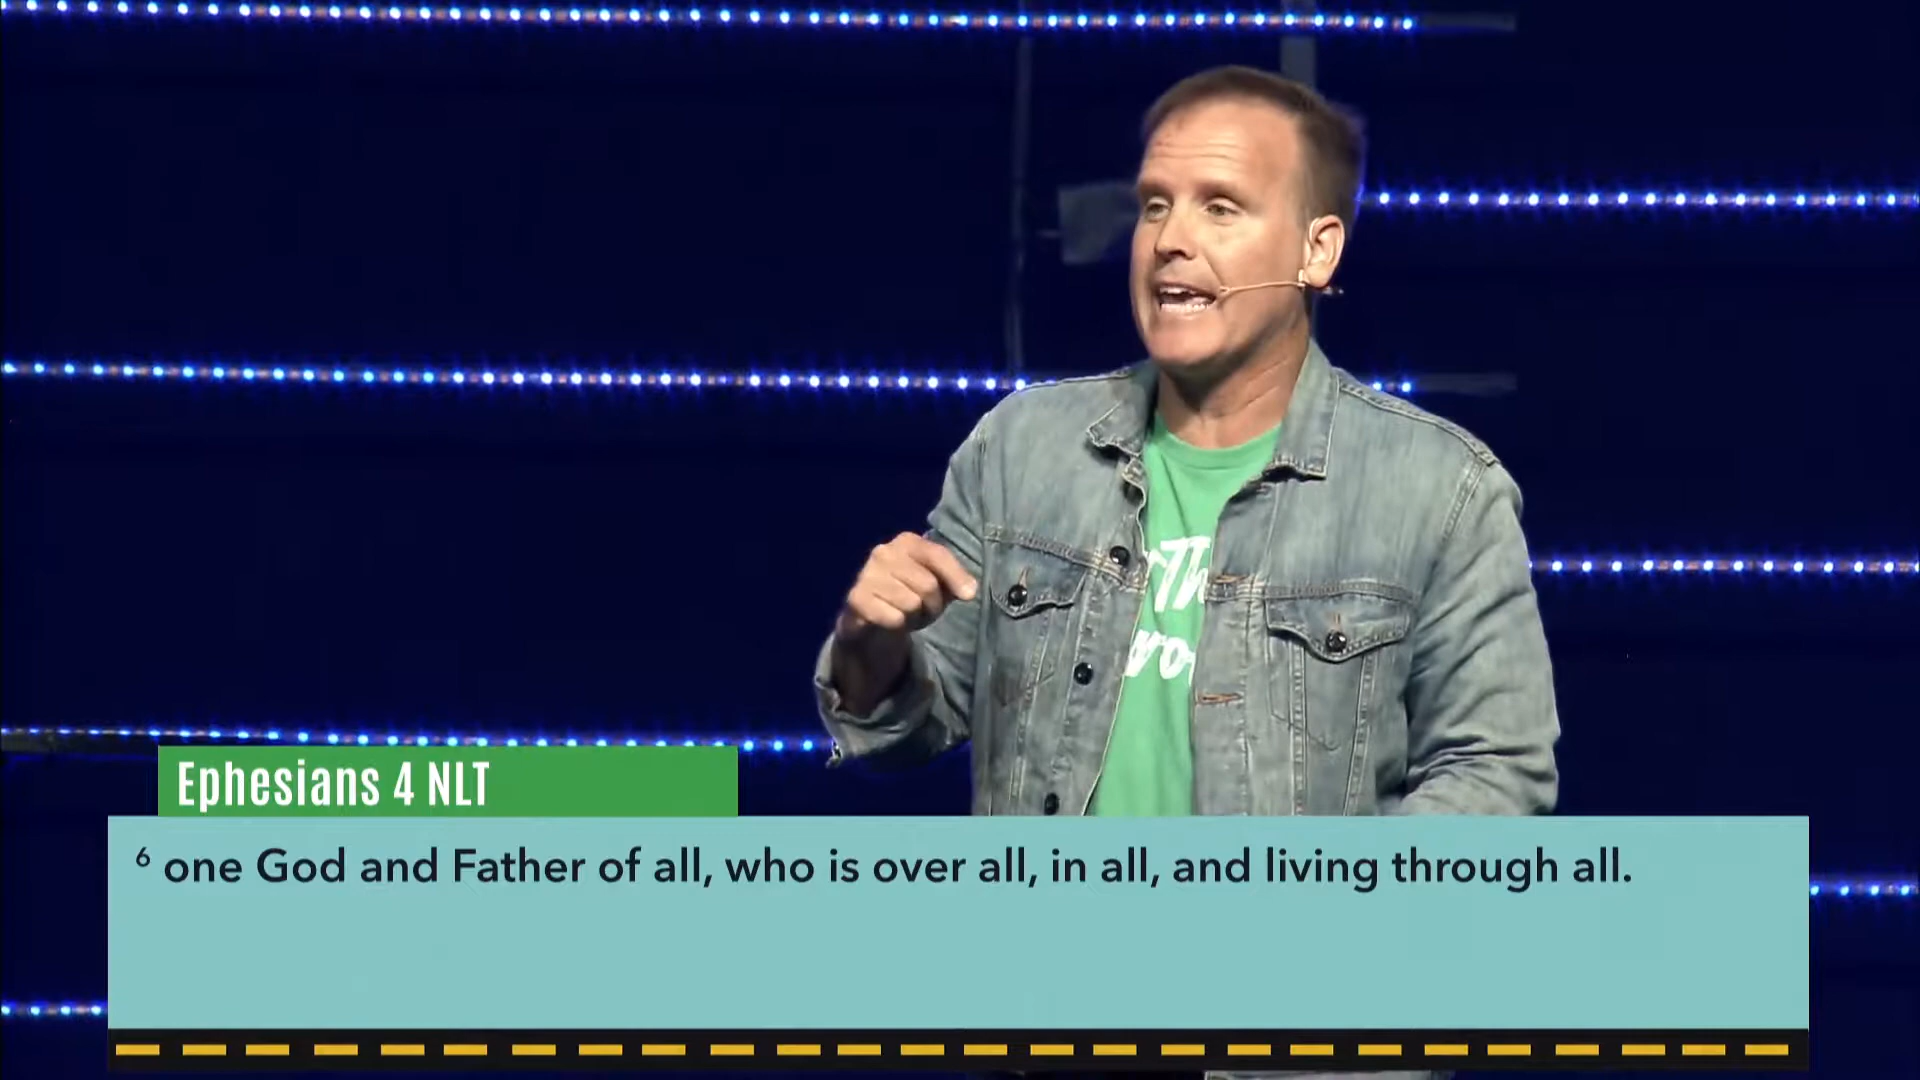 Ephesians 4 NLT
6 one God and Father of all, who is over all, in all, and living through all.